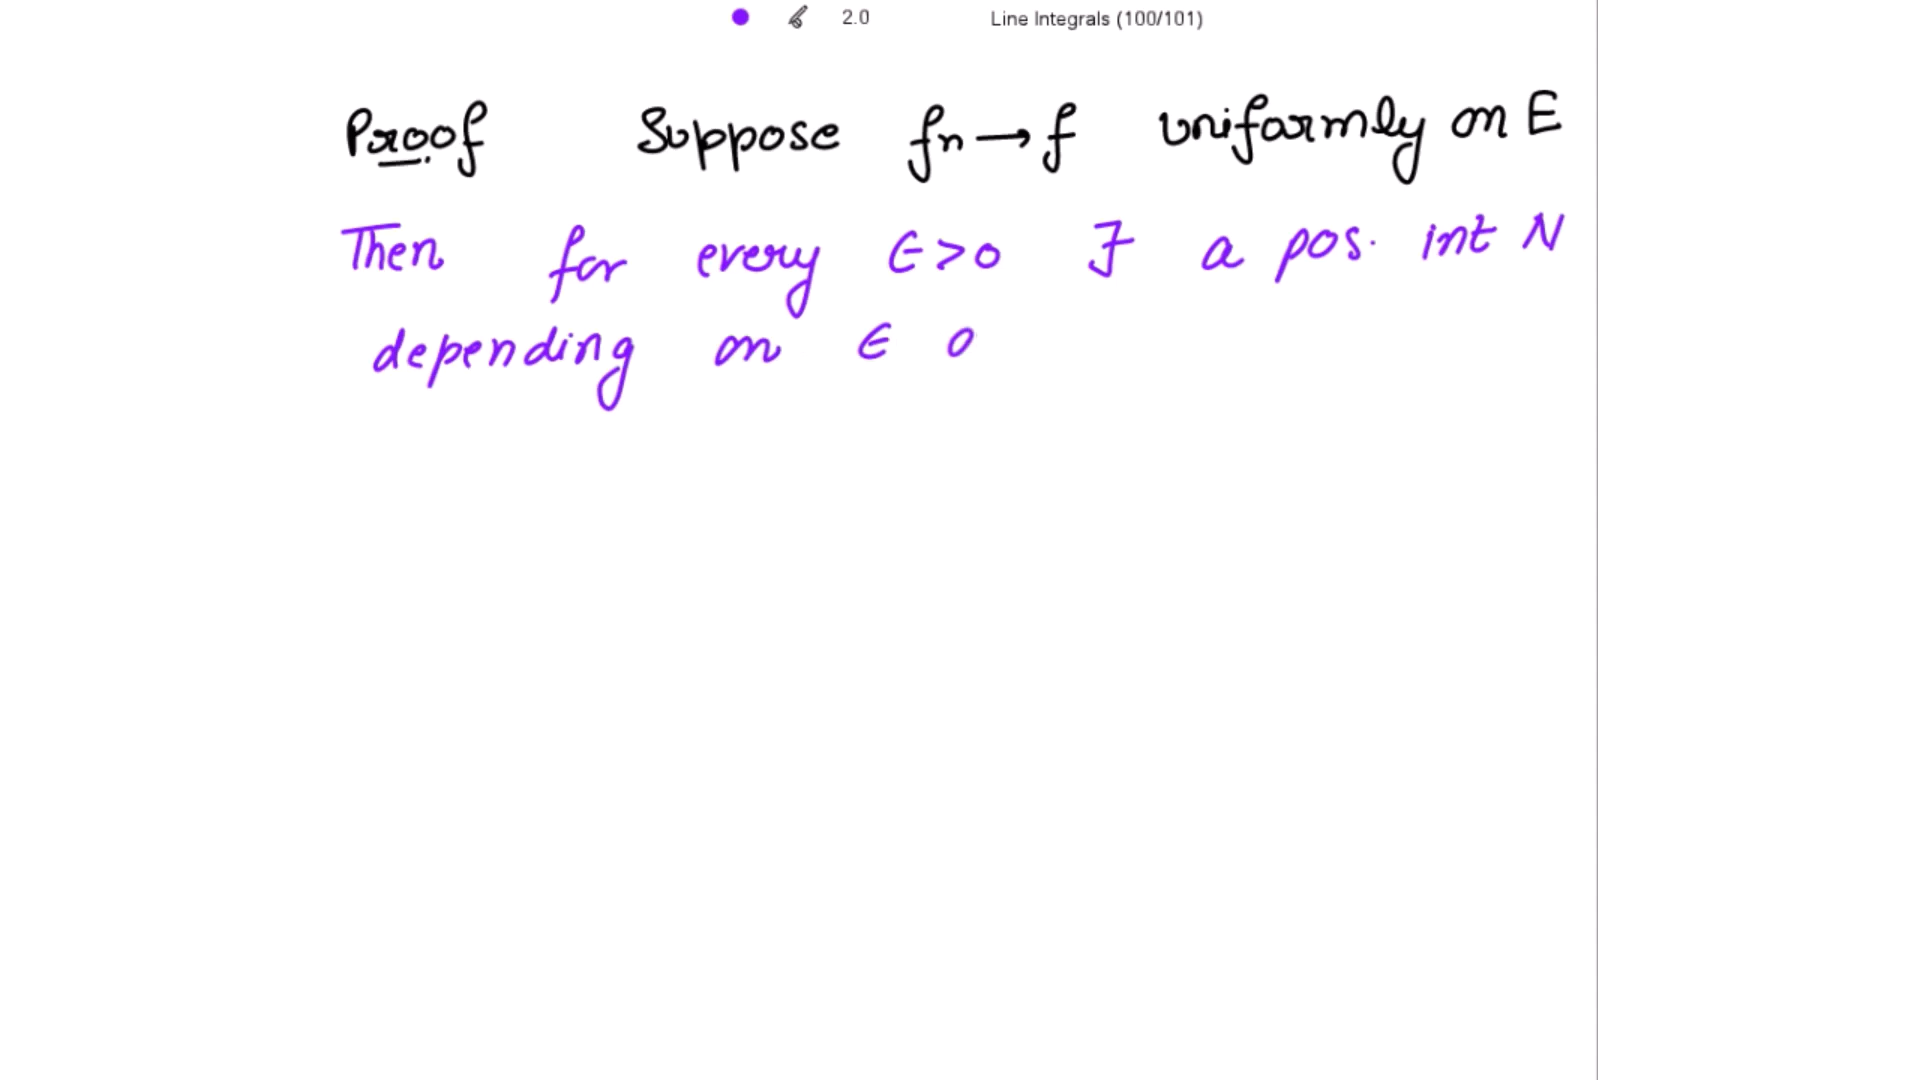 2.0 Line Integrals (100/101)
Proof Suppose fn → f uniformly on E
Then for every ϵ>0 ∃ a pos. int N
depending on ϵ o